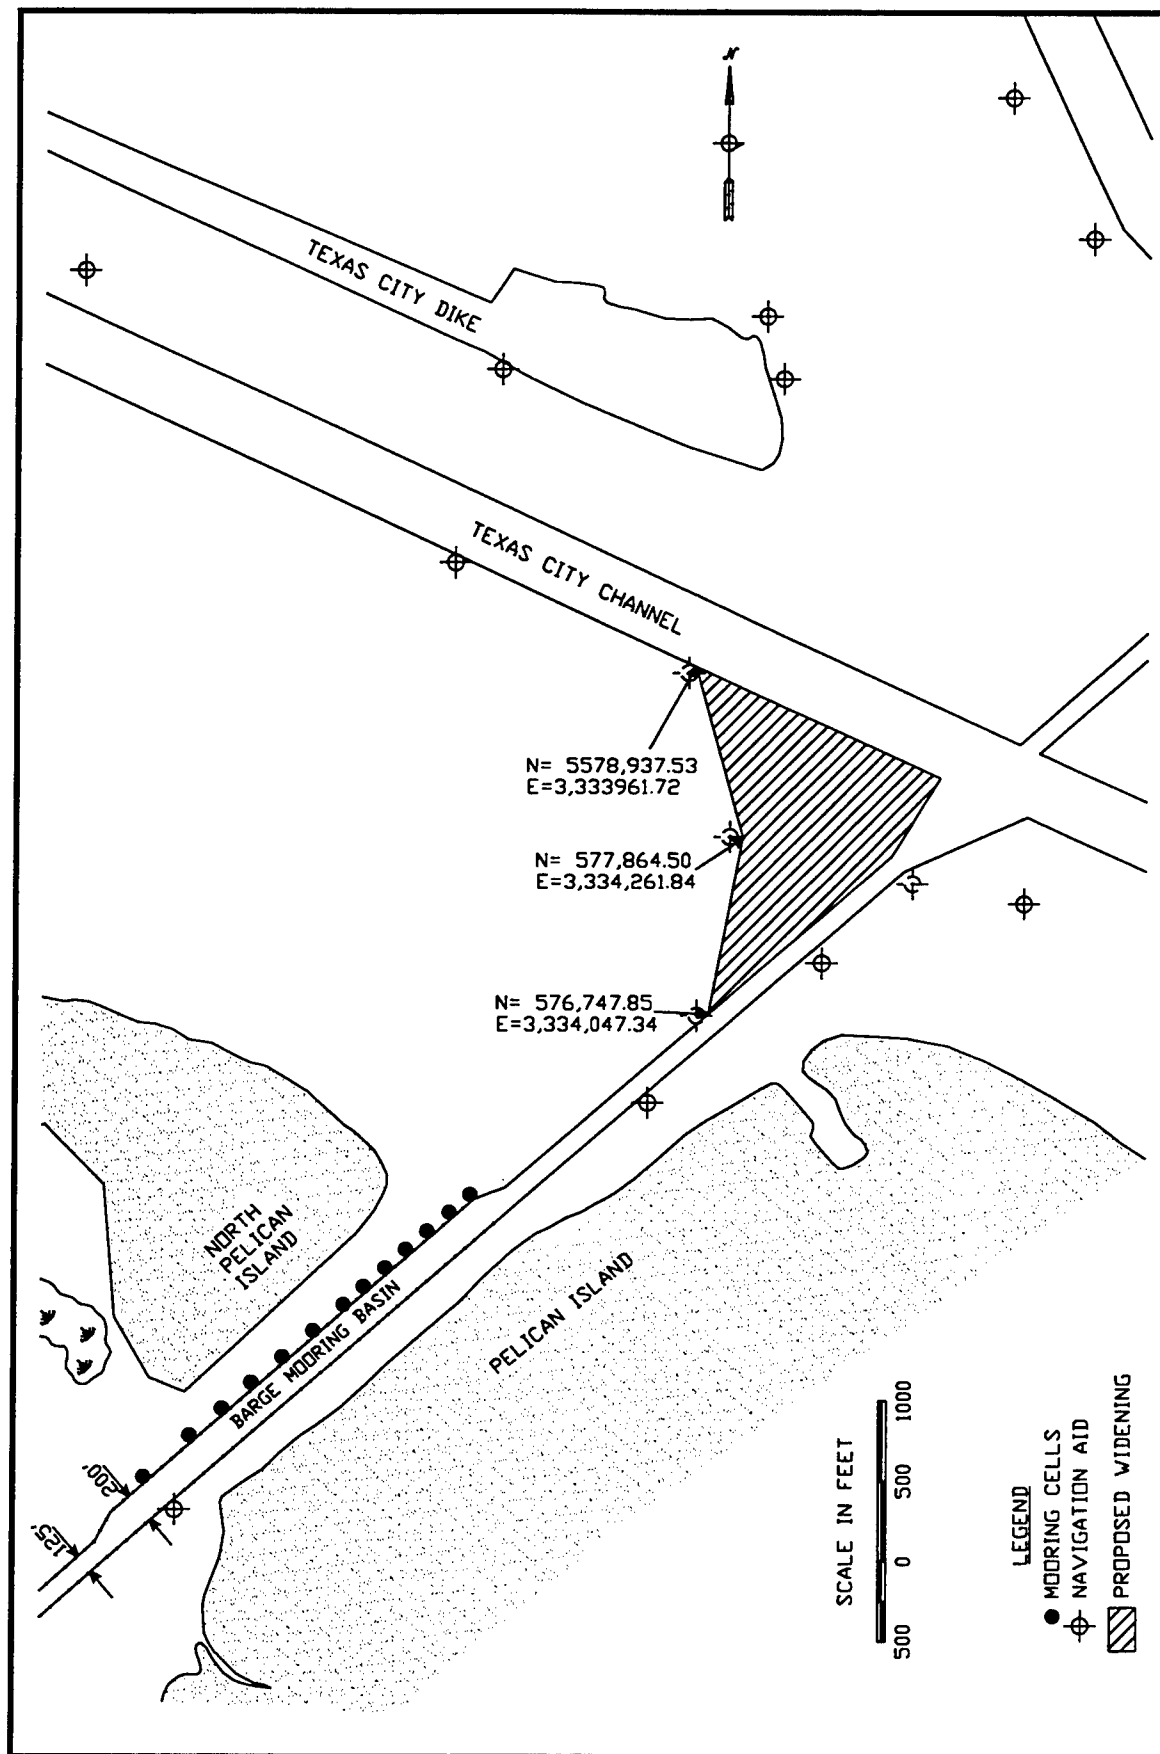 N
TEXAS CITY DIKE
TEXAS CITY CHANNEL
N= 5578,937.53
E=3,333961.72
N= 577,864.50
E=3,334,261.84
N= 576,747.85
E=3,334,047.34
NORTH
PELICAN
ISLAND
BARGE MOORING BASIN
PELICAN ISLAND
200'
125'
SCALE IN FEET
500 0 500 1000
LEGEND
MOORING CELLS
NAVIGATION AID
PROPOSED WIDENING